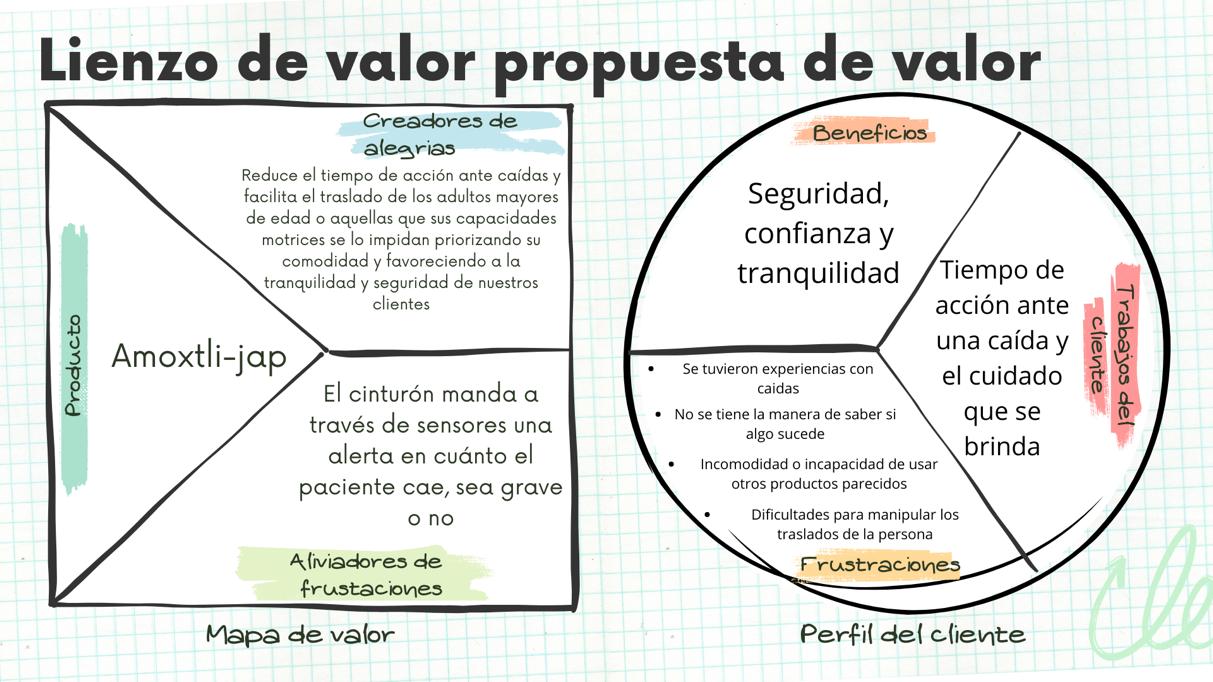 Lienzo de valor propuesta de valor
Creadores de
alegrias
Reduce el tiempo de acción ante caídas y
facilita el traslado de los adultos mayores
de edad o aquellas que sus capacidades
motrices se lo impidan priorizando su
comodidad y favoreciendo a la
tranquilidad y seguridad de nuestros
clientes
Producto
Amoxtli-jap
El cinturón manda a
través de sensores una
alerta en cuánto el
paciente cae, sea grave
o no
Aliviadores de
frustaciones
Mapa de valor
Beneficios
Seguridad,
confianza y
tranquilidad
Tiempo de
acción ante
una caída y
el cuidado
que se
brinda
Trabajos del
cliente
• Se tuvieron experiencias con
caidas
• No se tiene la manera de saber si
algo sucede
• Incomodidad o incapacidad de usar
otros productos parecidos
• Dificultades para manipular los
traslados de la persona
Frustraciones
Perfil del cliente